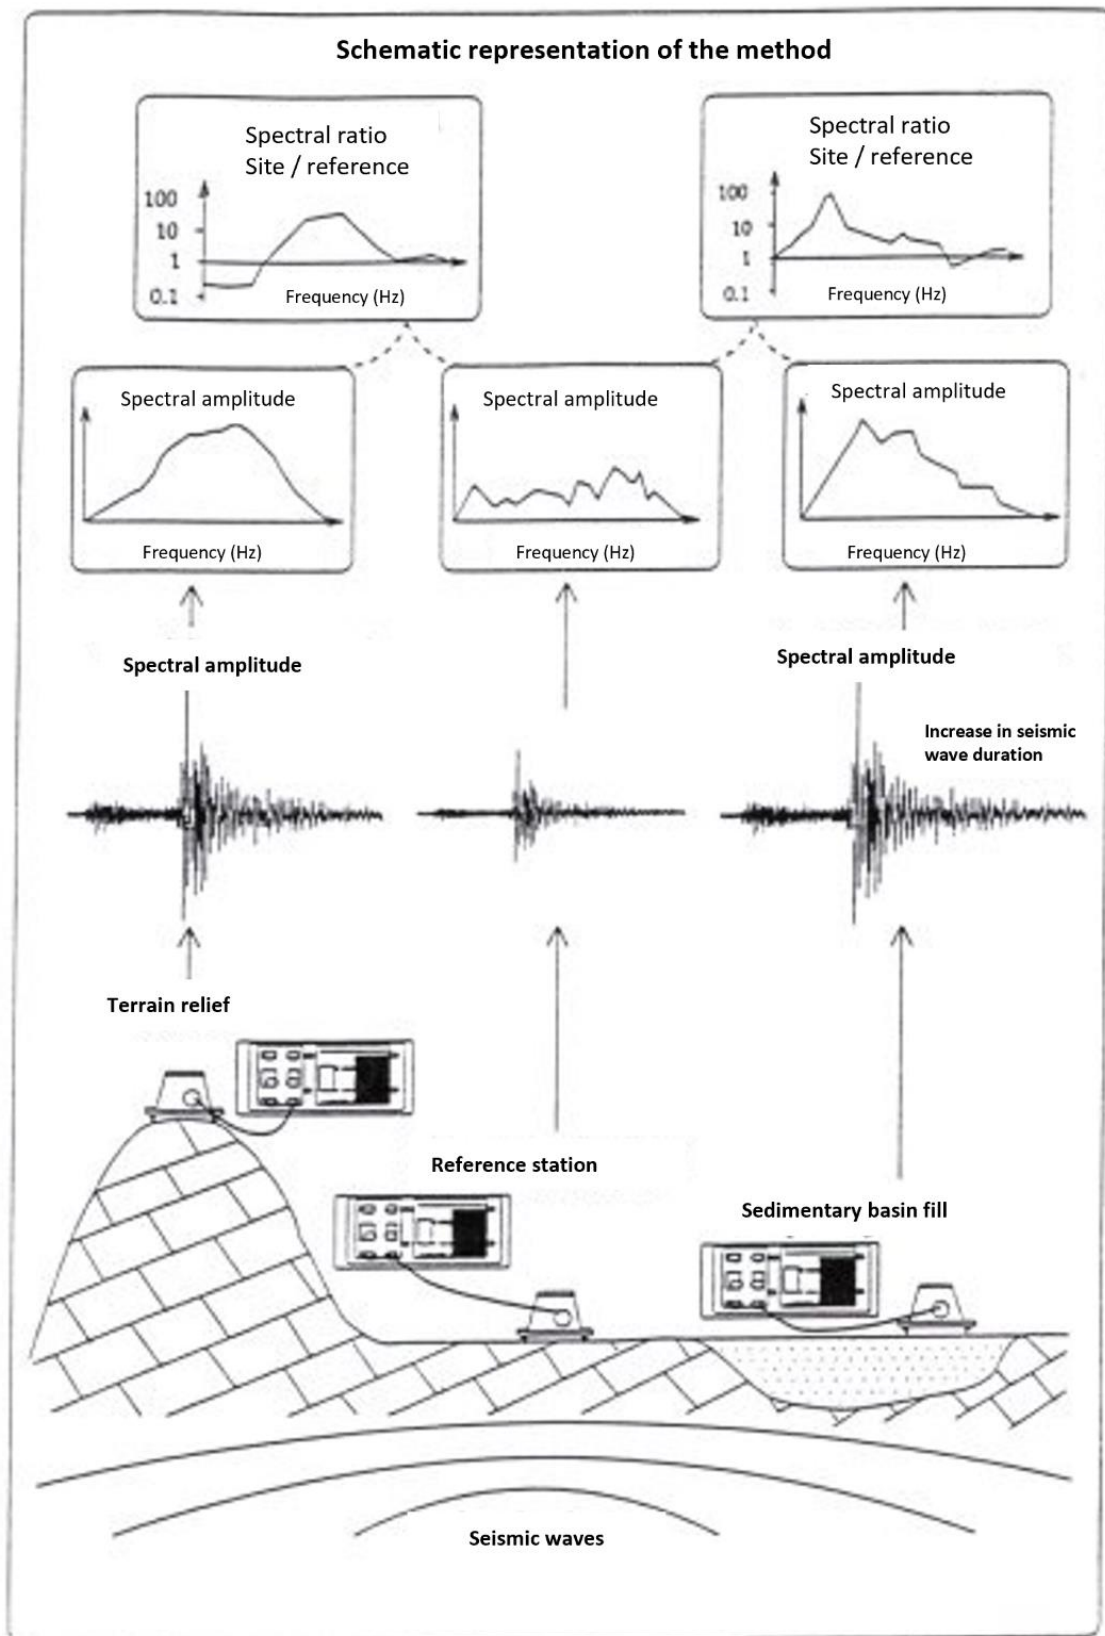 Schematic representation of the method
Spectral ratio
Site / reference
100
10
1
0.1
Frequency (Hz)
Spectral ratio
Site / reference
100
10
1
0.1
Frequency (Hz)
Spectral amplitude
Frequency (Hz)
Spectral amplitude
Frequency (Hz)
Spectral amplitude
Frequency (Hz)
Spectral amplitude
Spectral amplitude
Increase in seismic
wave duration
Terrain relief
Reference station
Sedimentary basin fill
Seismic waves